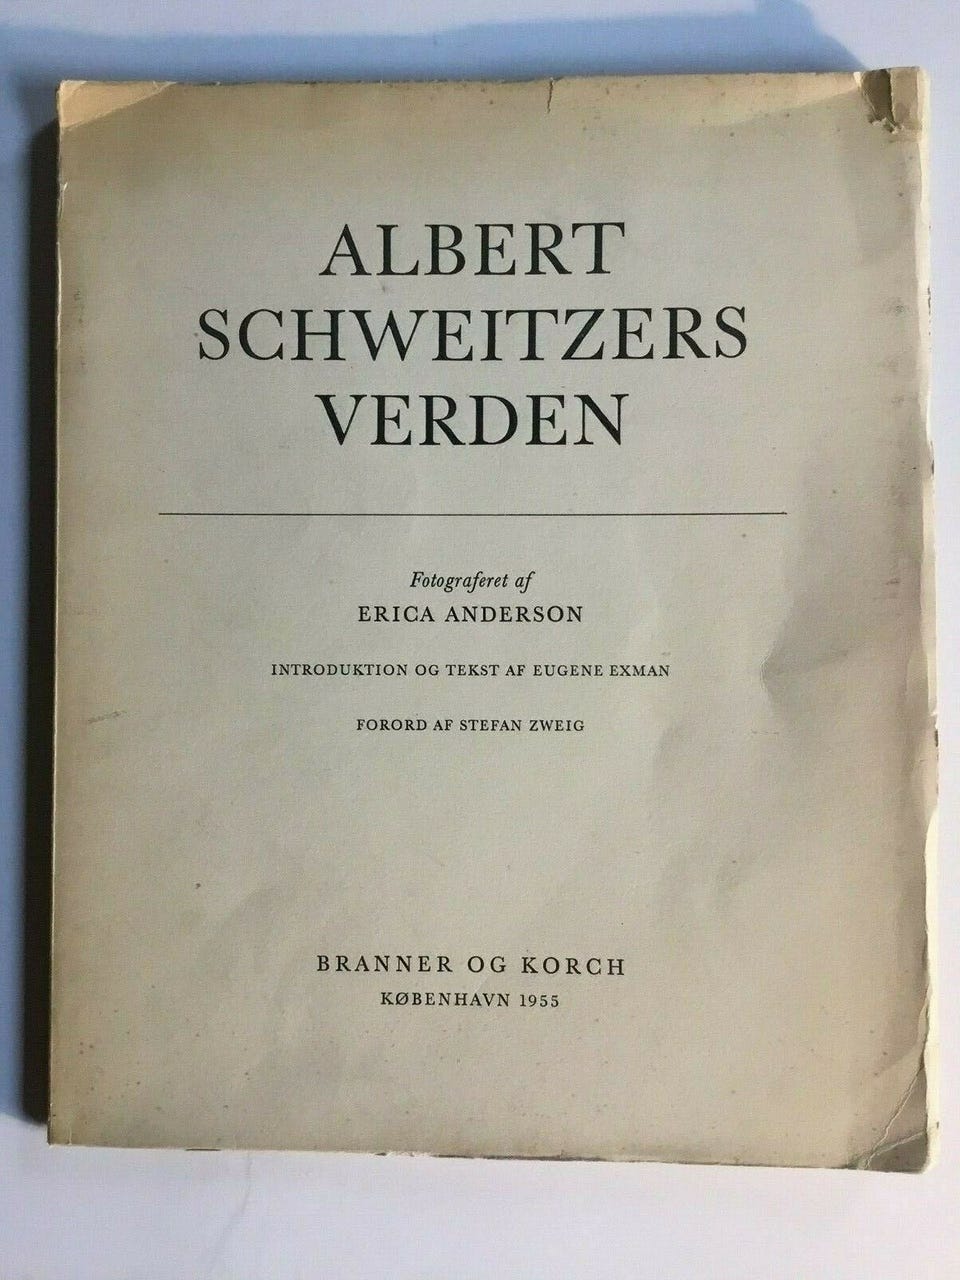 ALBERT
SCHWEITZERS
VERDEN
Fotograferet af
ERICA ANDERSON
INTRODUKTION OG TEKST AF EUGENE EXMAN
FORORD AF STEFAN ZWEIG
BRANNER OG KORCH
KØBENHAVN 1955